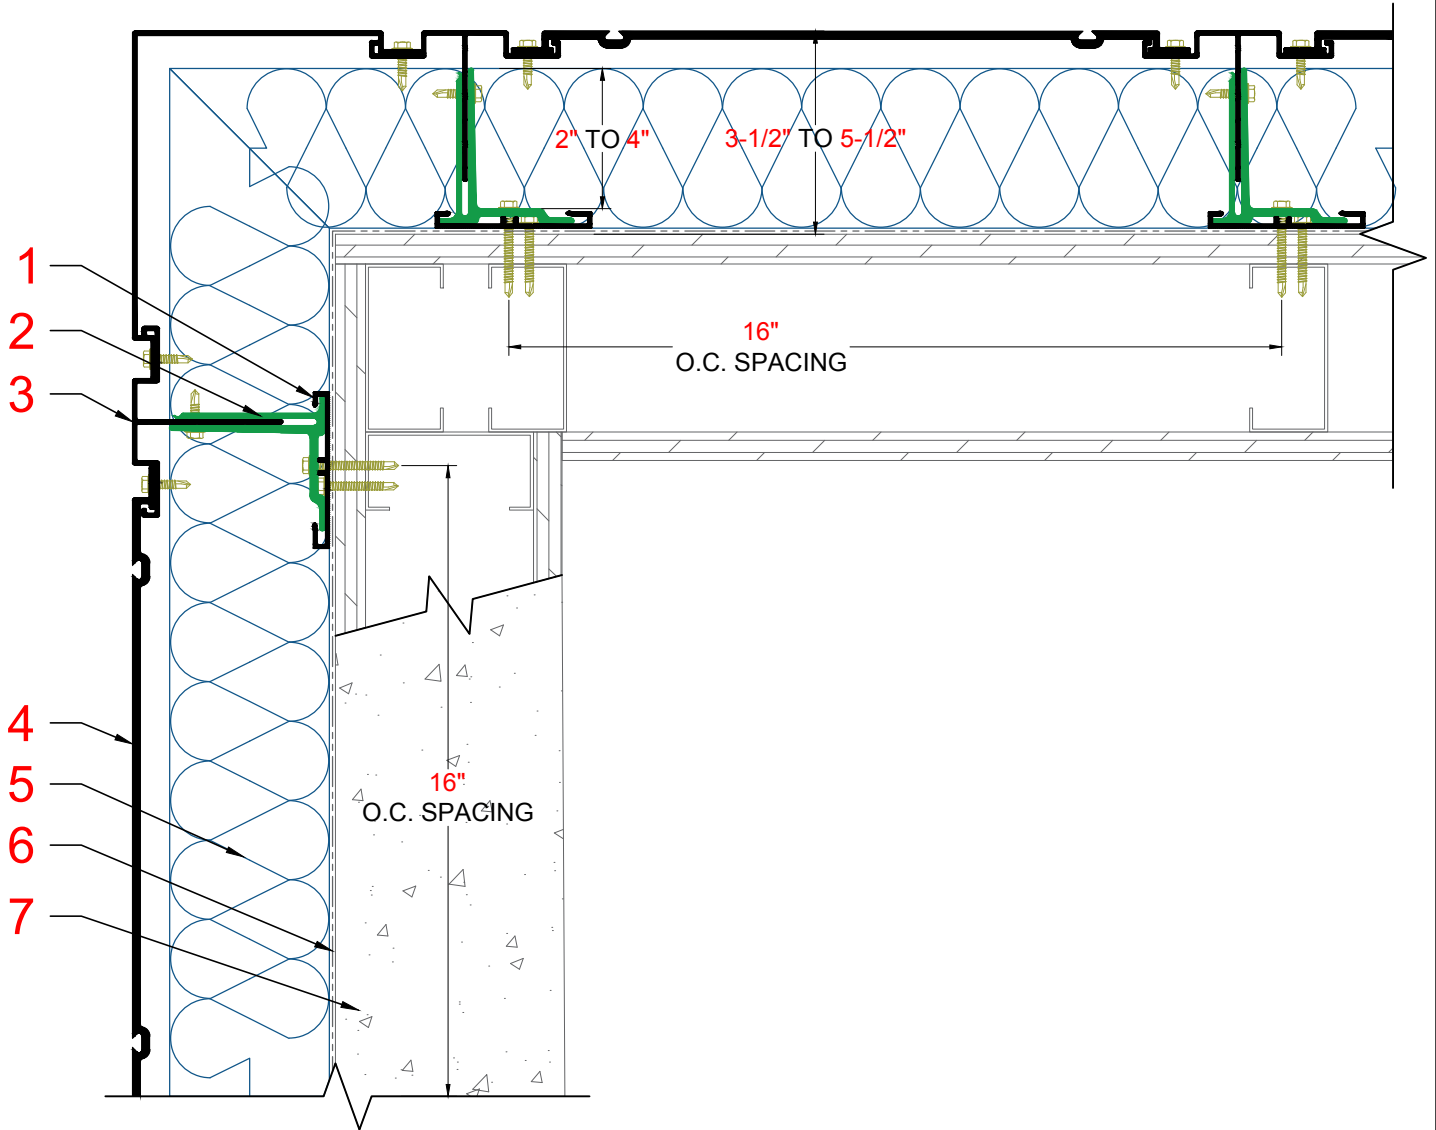 2" TO 4"
3-1/2" TO 5-1/2"
1
2
3
16"
O.C. SPACING
4
5
6
7
16"
O.C. SPACING